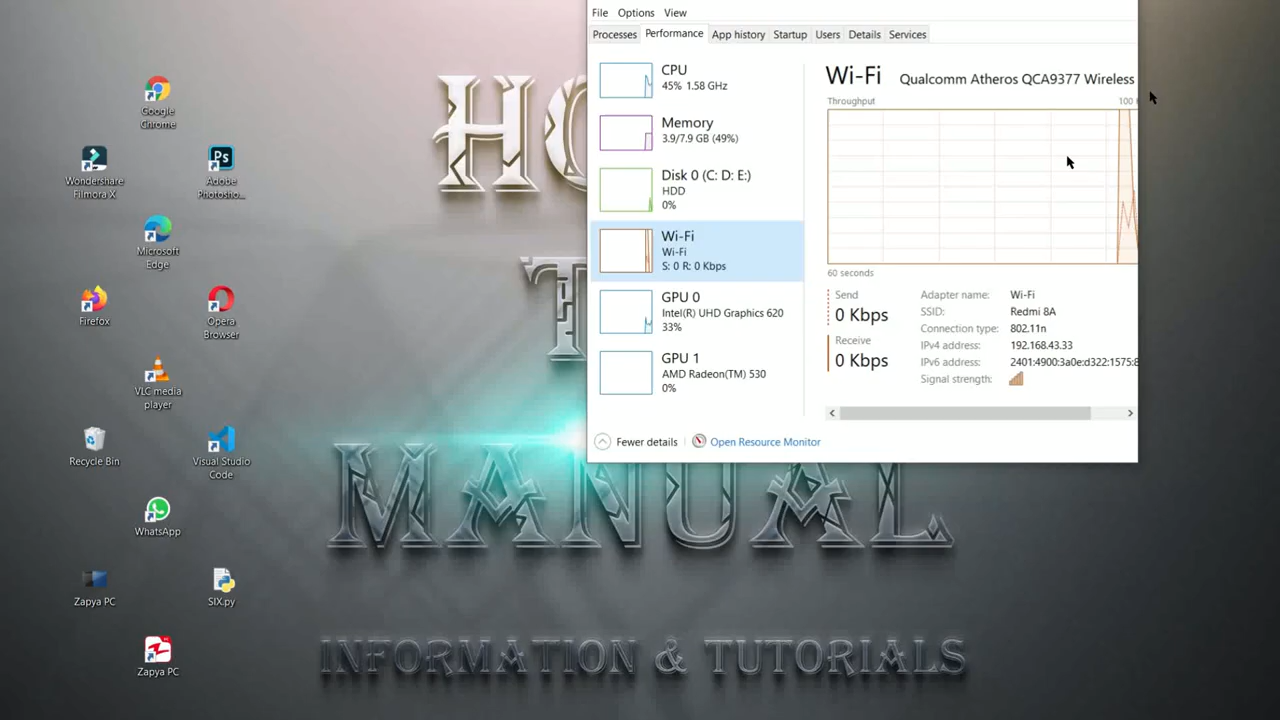 File Options View
Processes Performance App history Startup Users Details Services
CPU
45% 1.58 GHz
Memory
3.9/7.9 GB (49%)
Disk 0 (C: D: E:)
HDD
0%
Wi-Fi
Wi-Fi
S: 0 R: 0 Kbps
GPU 0
Intel(R) UHD Graphics 620
33%
GPU 1
AMD Radeon(TM) 530
0%
Wi-Fi Qualcomm Atheros QCA9377 Wireless
Throughput 100
60 seconds
Send
0 Kbps
Receive
0 Kbps
Adapter name: Wi-Fi
SSID: Redmi 8A
Connection type: 802.11n
IPv4 address: 192.168.43.33
IPv6 address: 2401:4900:3a0e:d322:1575:8
Signal strength:
Fewer details Open Resource Monitor
Google
Chrome
Wondershare
Filmora X
Ps
Adobe
Photosho...
Microsoft
Edge
Firefox
Opera
Browser
VLC media
player
Recycle Bin
Visual Studio
Code
WhatsApp
Zapya PC
SIX.py
Zapya PC
HO
T
MANUAL
INFORMATION & TUTORIALS